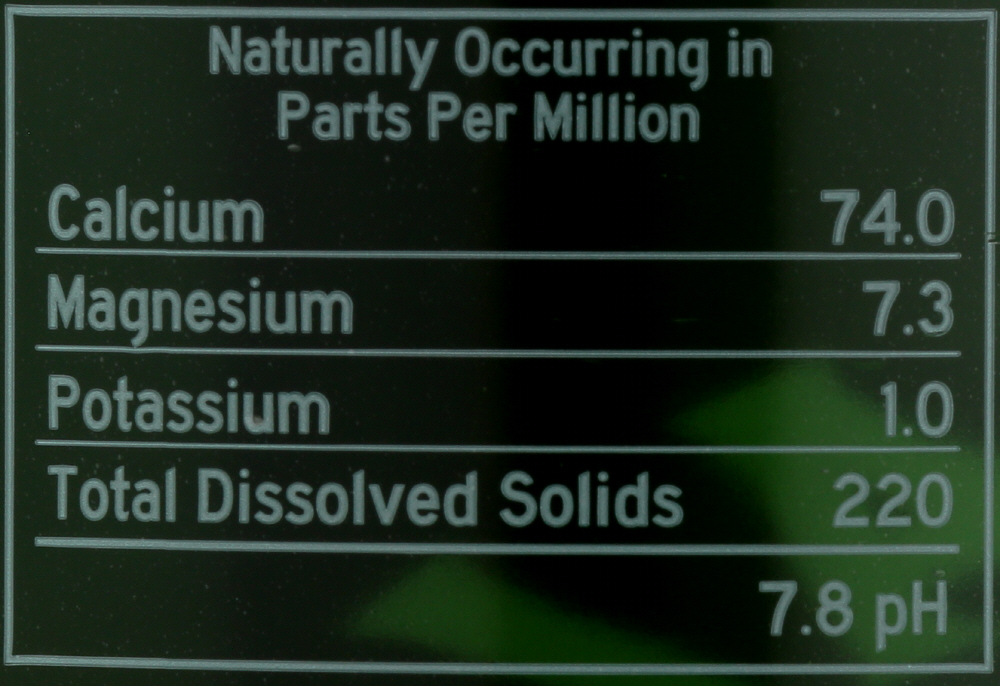 Naturally Occurring in
Parts Per Million
Calcium 74.0
Magnesium 7.3
Potassium 1.0
Total Dissolved Solids 220
7.8 pH